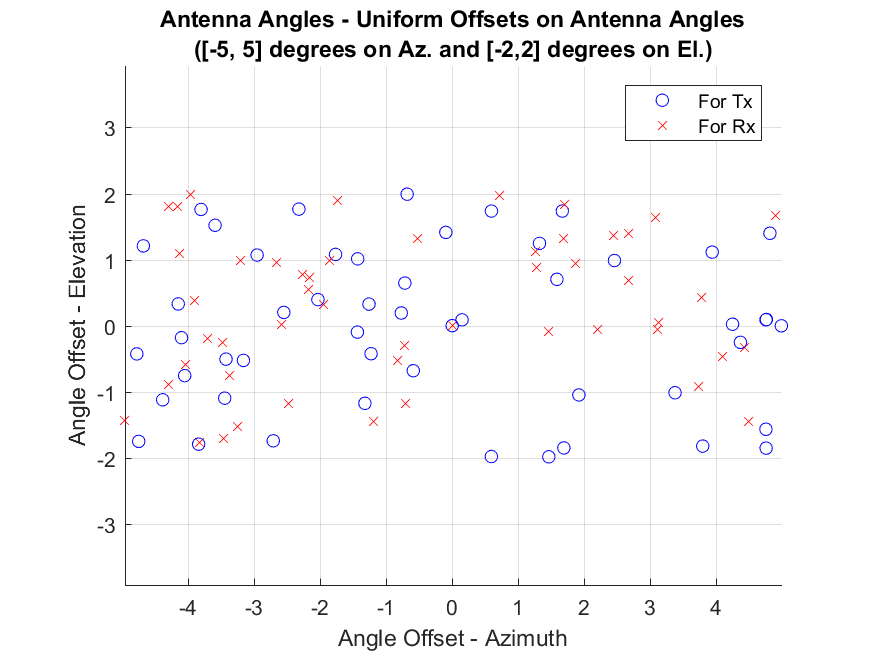 Antenna Angles - Uniform Offsets on Antenna Angles
([-5, 5] degrees on Az. and [-2,2] degrees on El.)
For Tx
For Rx
3
2
1
0
-1
-2
-3
Angle Offset - Elevation
-4 -3 -2 -1 0 1 2 3 4
Angle Offset - Azimuth